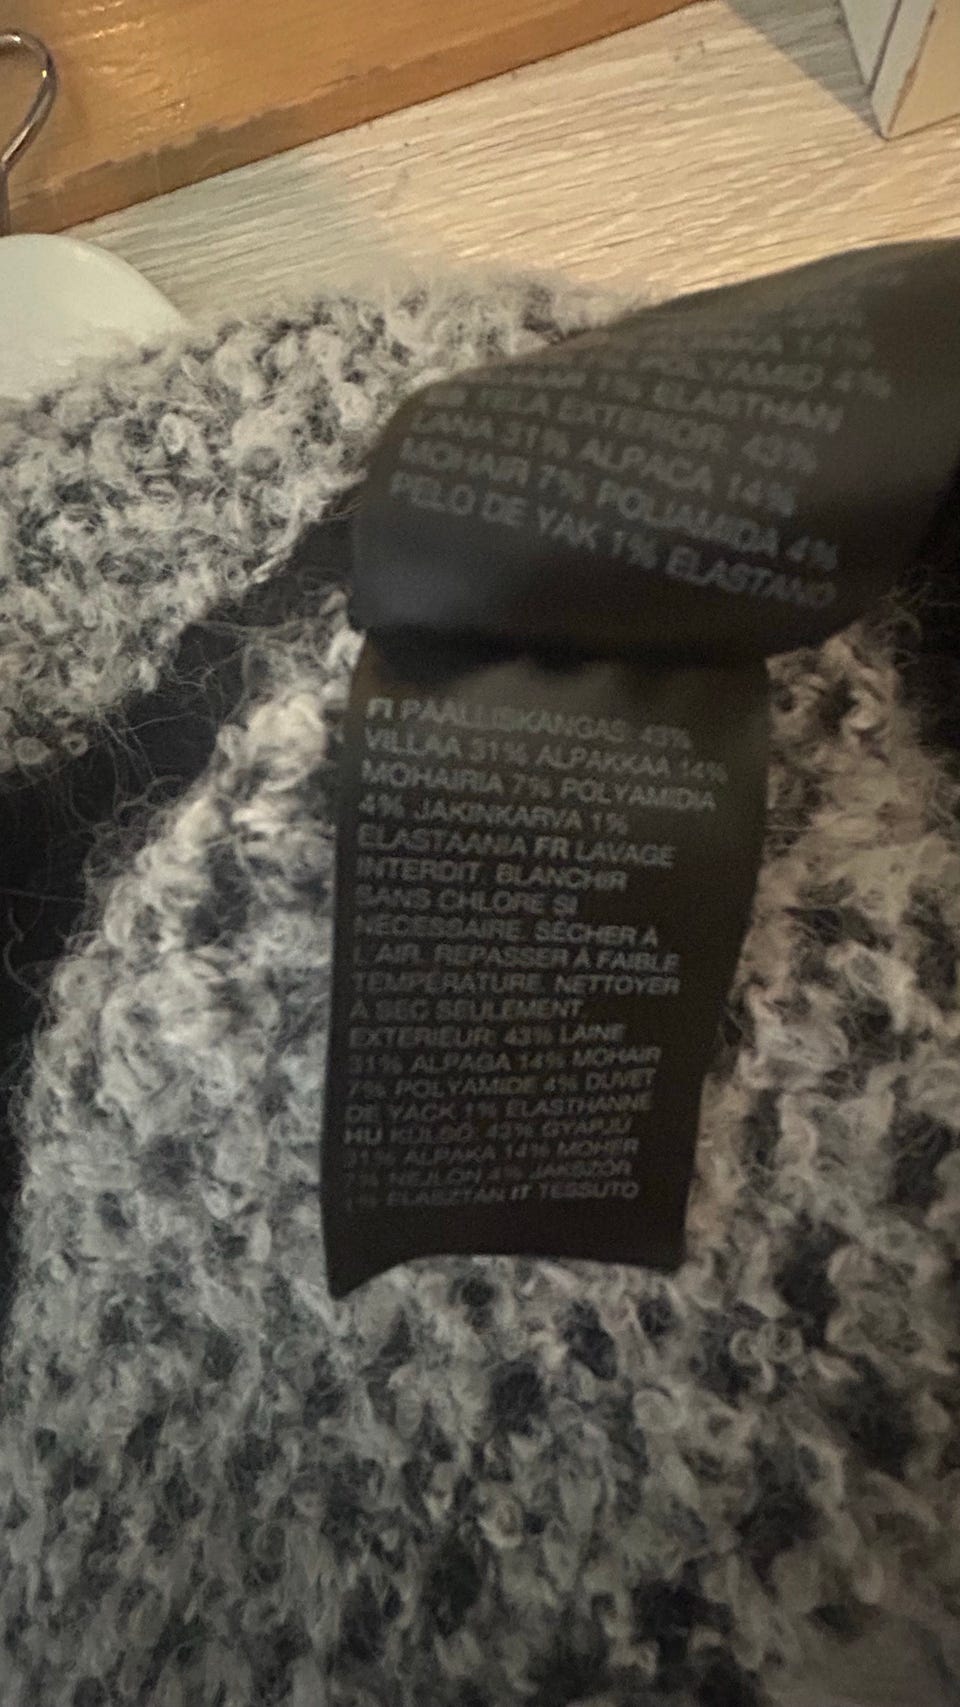 14%
POLYAMID 4%
1% ELASTHAN
TELA EXTERIOR: 43%
LANA 31% ALPACA 14%
MOHAIR 7% POLIAMIDA 4%
PELO DE YAK 1% ELASTANO
FI PÄÄLLISKANGAS: 43%
VILLAA 31% ALPAKKAA 14%
MOHAIRIA 7% POLYAMIDIA
4% JAKINKARVA 1%
ELASTAANIA FR LAVAGE
INTERDIT. BLANCHIR
SANS CHLORE SI
NÉCESSAIRE. SÉCHER À
L'AIR. REPASSER À FAIBLE
TEMPÉRATURE. NETTOYER
À SEC SEULEMENT.
EXTÉRIEUR: 43% LAINE
31% ALPAGA 14% MOHAIR
7% POLYAMIDE 4% DUVET
DE YACK 1% ELASTHANNE
HU KÜLSŐ: 43% GYAPJÚ
31% ALPAKA 14% MOHER
7% NEJLON 4% JAKSZŐR
1% ELASZTÁN IT TESSUTO